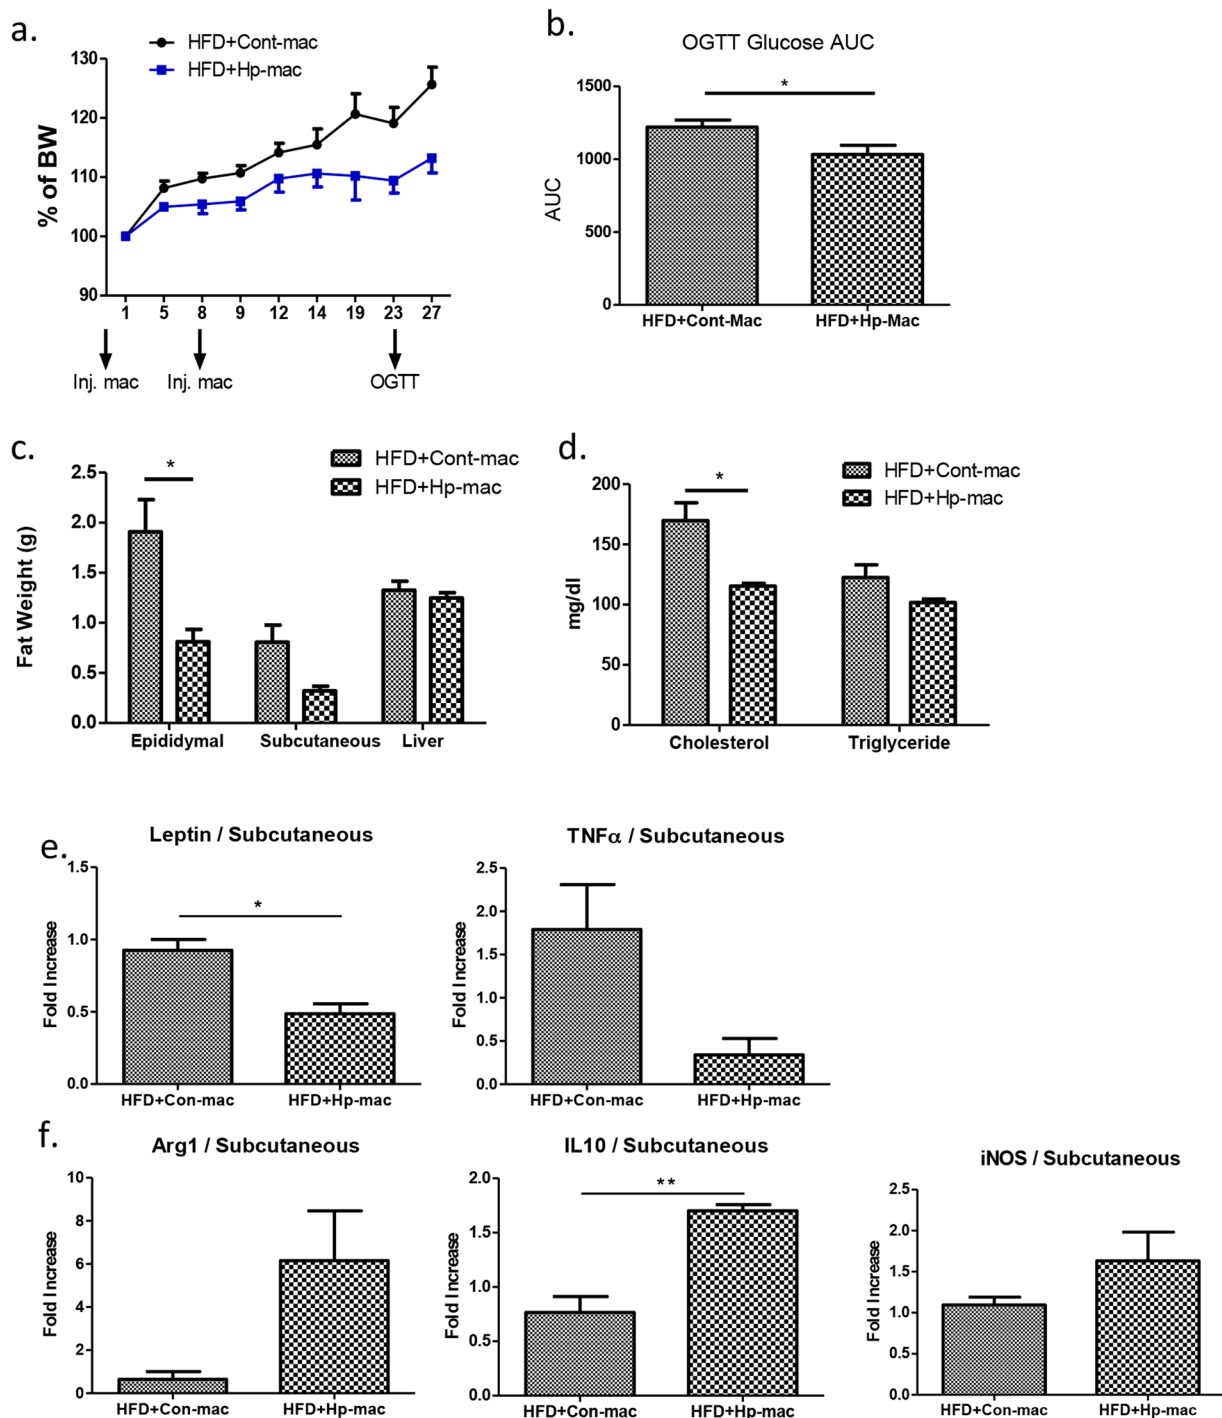 a.
HFD+Cont-mac
HFD+Hp-mac
% of BW
130
120
110
100
90
1 5 8 9 12 14 19 23 27
Inj. mac Inj. mac OGTT
b.
OGTT Glucose AUC
*
AUC
1500
1000
500
0
HFD+Cont-Mac HFD+Hp-Mac
c.
HFD+Cont-mac
HFD+Hp-mac
*
Fat Weight (g)
2.5
2.0
1.5
1.0
0.5
0.0
Epididymal Subcutaneous Liver
d.
HFD+Cont-mac
HFD+Hp-mac
*
mg/dl
200
150
100
50
0
Cholesterol Triglyceride
e.
Leptin / Subcutaneous
*
Fold Increase
1.5
1.0
0.5
0.0
HFD+Con-mac HFD+Hp-mac
TNFα / Subcutaneous
Fold Increase
2.5
2.0
1.5
1.0
0.5
0.0
HFD+Con-mac HFD+Hp-mac
f.
Arg1 / Subcutaneous
Fold Increase
10
8
6
4
2
0
HFD+Con-mac HFD+Hp-mac
IL10 / Subcutaneous
**
Fold Increase
2.0
1.5
1.0
0.5
0.0
HFD+Con-mac HFD+Hp-mac
iNOS / Subcutaneous
Fold Increase
2.5
2.0
1.5
1.0
0.5
0.0
HFD+Con-mac HFD+Hp-mac